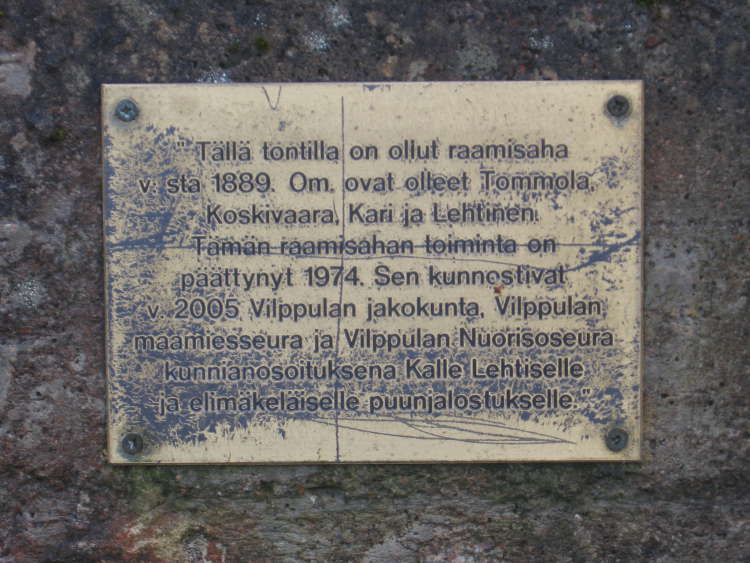 "Tällä tontilla on ollut raamisaha
v. sta 1889. Om. ovat olleet Tommola,
Koskivaara, Kari ja Lehtinen.
Tämän raamisahan toiminta on
päättynyt 1974. Sen kunnostivat
v. 2005 Vilppulan jakokunta, Vilppulan
maamiesseura ja Vilppulan Nuorisoseura
kunnianosoituksena Kalle Lehtiselle
ja elimäkeläiselle puunjalostukselle."